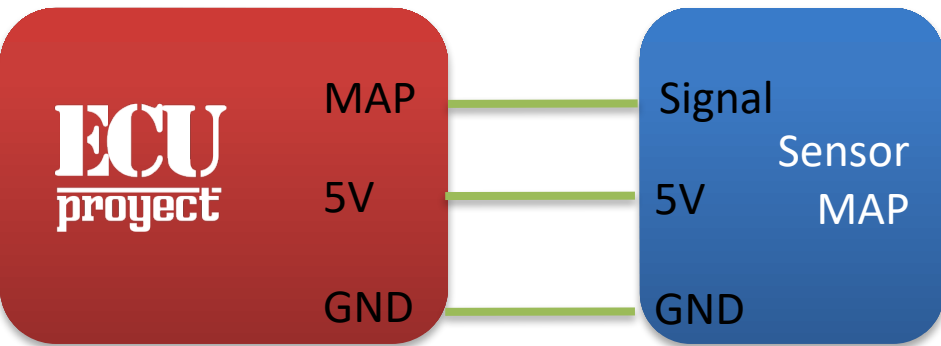 ECU
proyect
MAP
5V
GND
Signal
5V
GND
Sensor
MAP